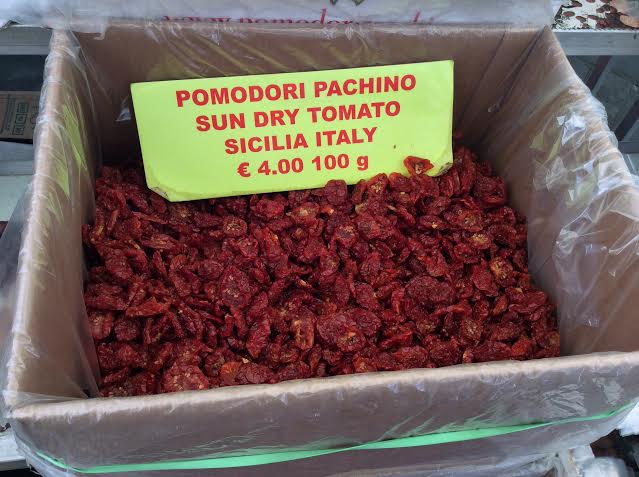 POMODORI PACHINO
SUN DRY TOMATO
SICILIA ITALY
€ 4.00 100 g